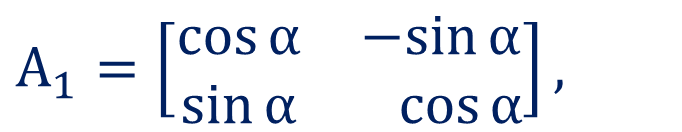 A₁ = [cos α  −sin α
sin α  cos α],